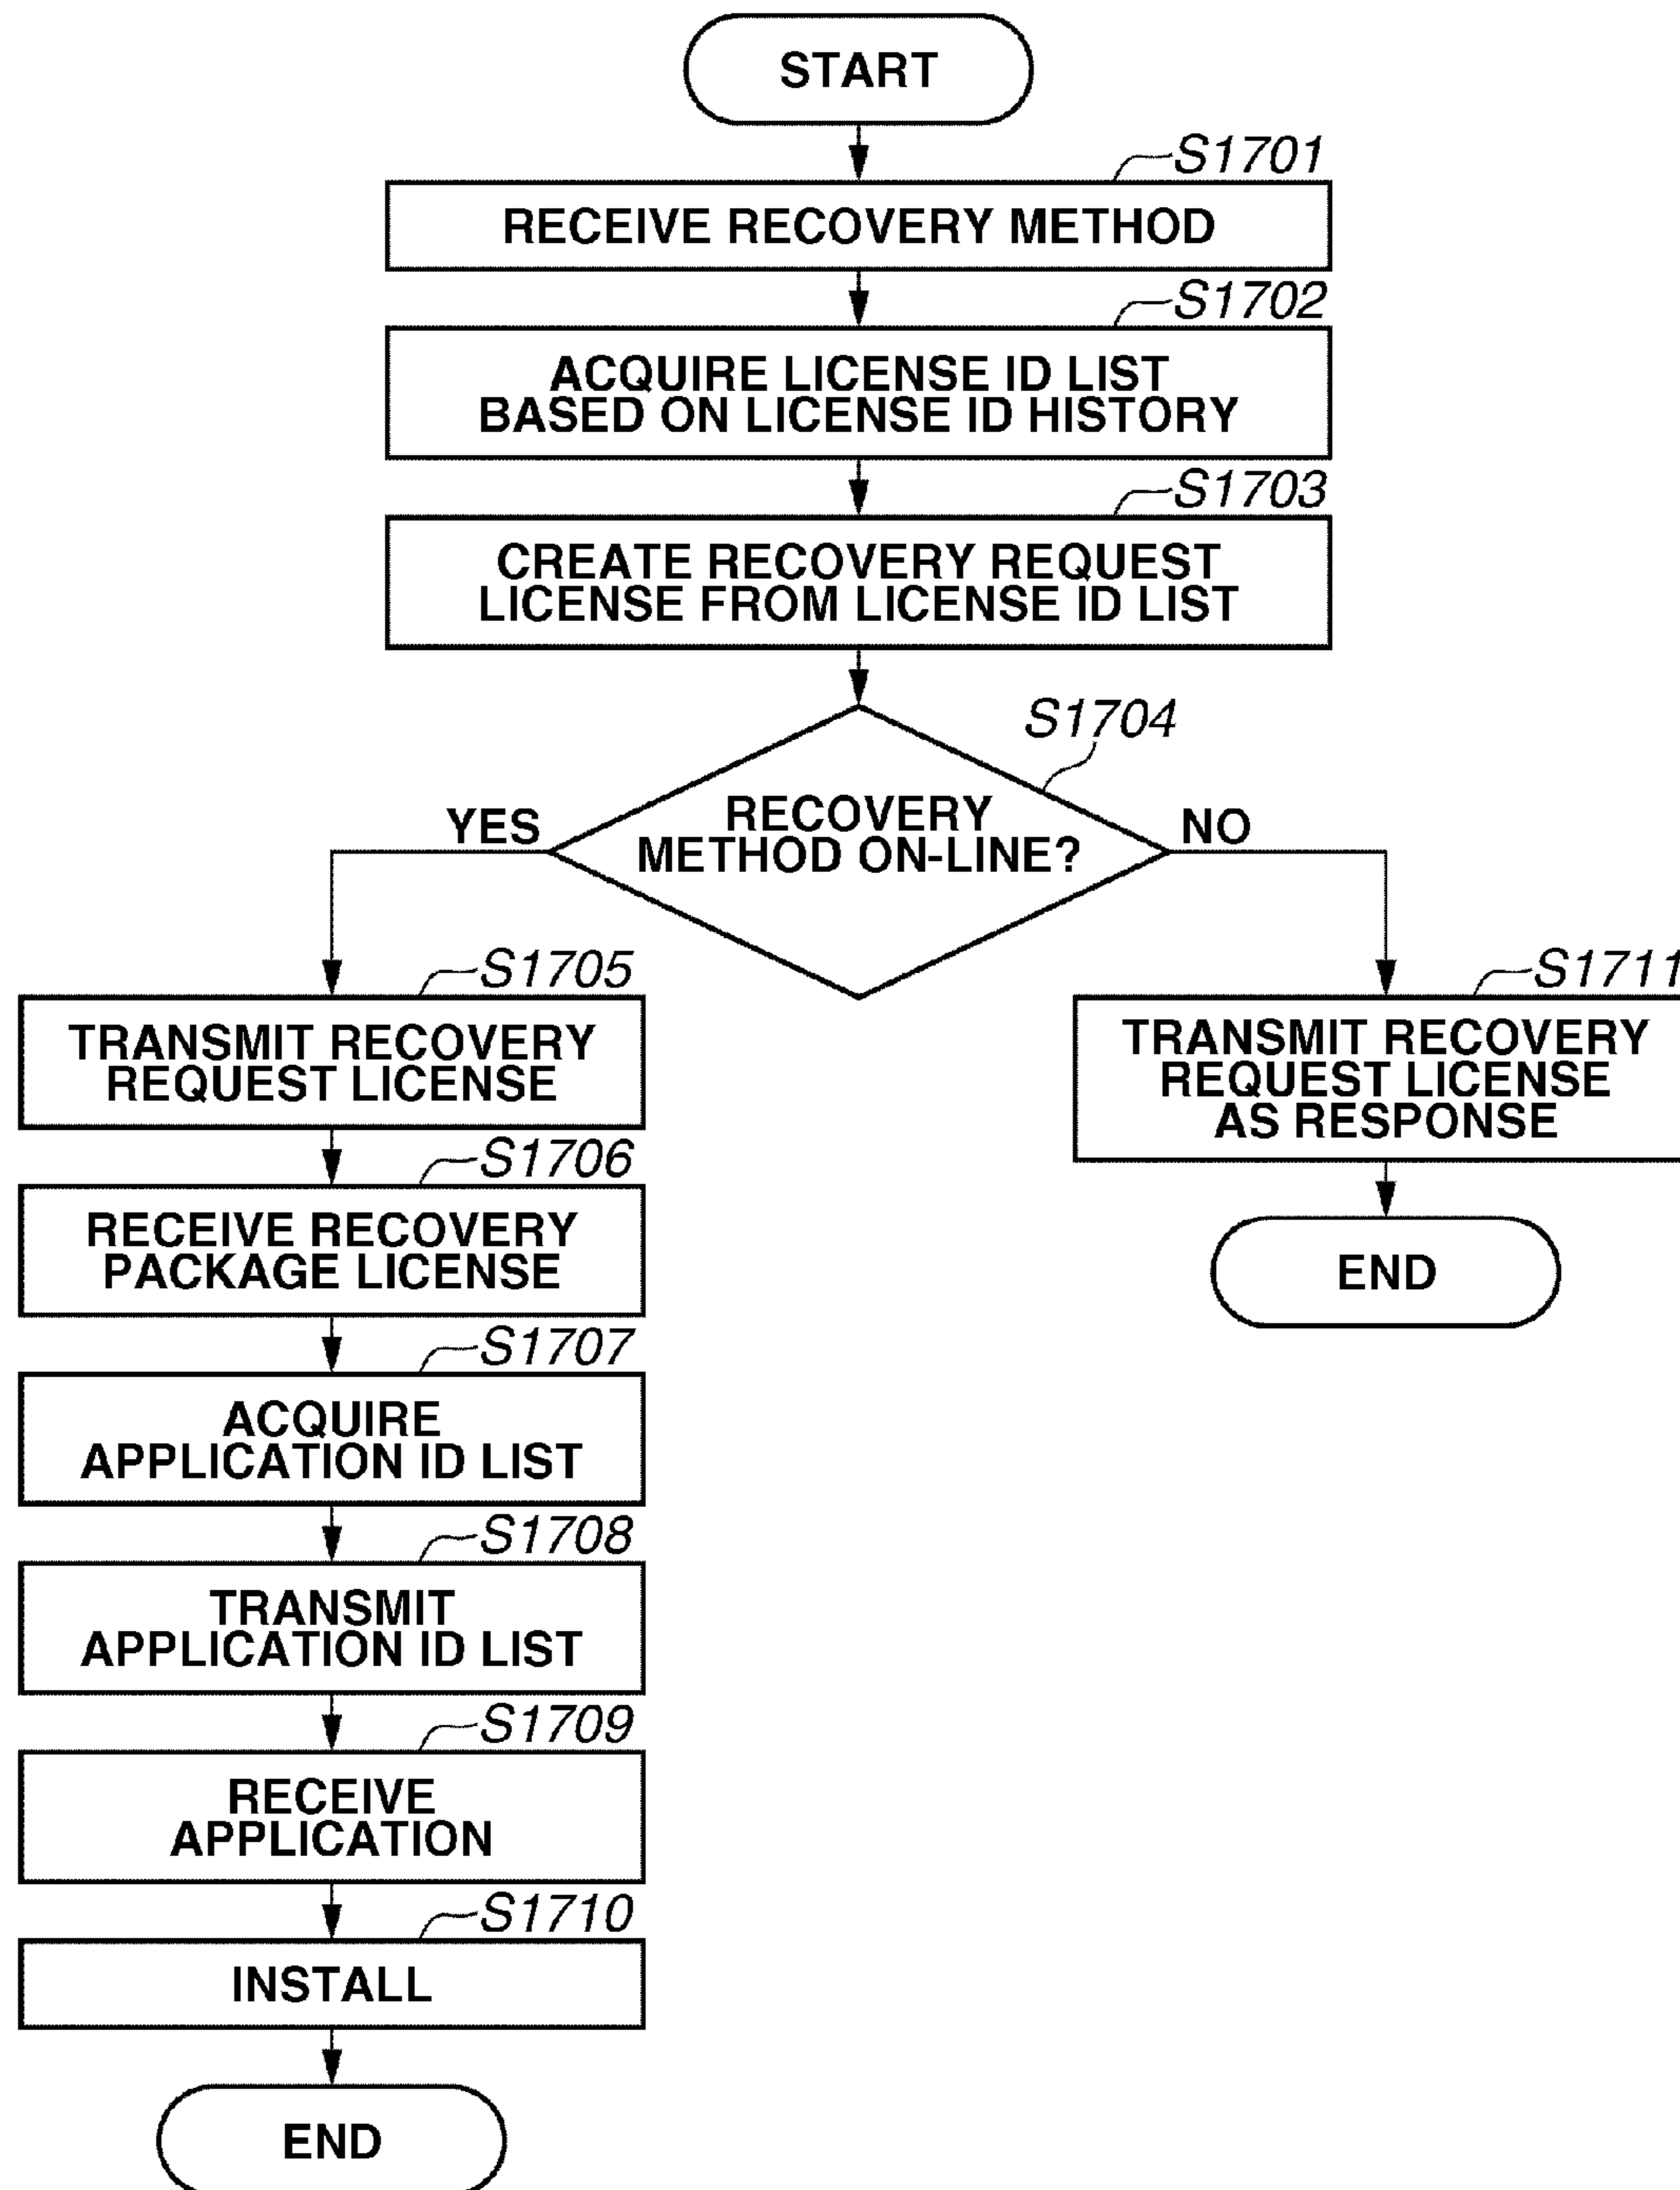 START
S1701
RECEIVE RECOVERY METHOD
S1702
ACQUIRE LICENSE ID LIST
BASED ON LICENSE ID HISTORY
S1703
CREATE RECOVERY REQUEST
LICENSE FROM LICENSE ID LIST
S1704
RECOVERY
METHOD ON-LINE?
YES
NO
S1705
TRANSMIT RECOVERY
REQUEST LICENSE
S1706
RECEIVE RECOVERY
PACKAGE LICENSE
S1707
ACQUIRE
APPLICATION ID LIST
S1708
TRANSMIT
APPLICATION ID LIST
S1709
RECEIVE
APPLICATION
S1710
INSTALL
END
S1711
TRANSMIT RECOVERY
REQUEST LICENSE
AS RESPONSE
END